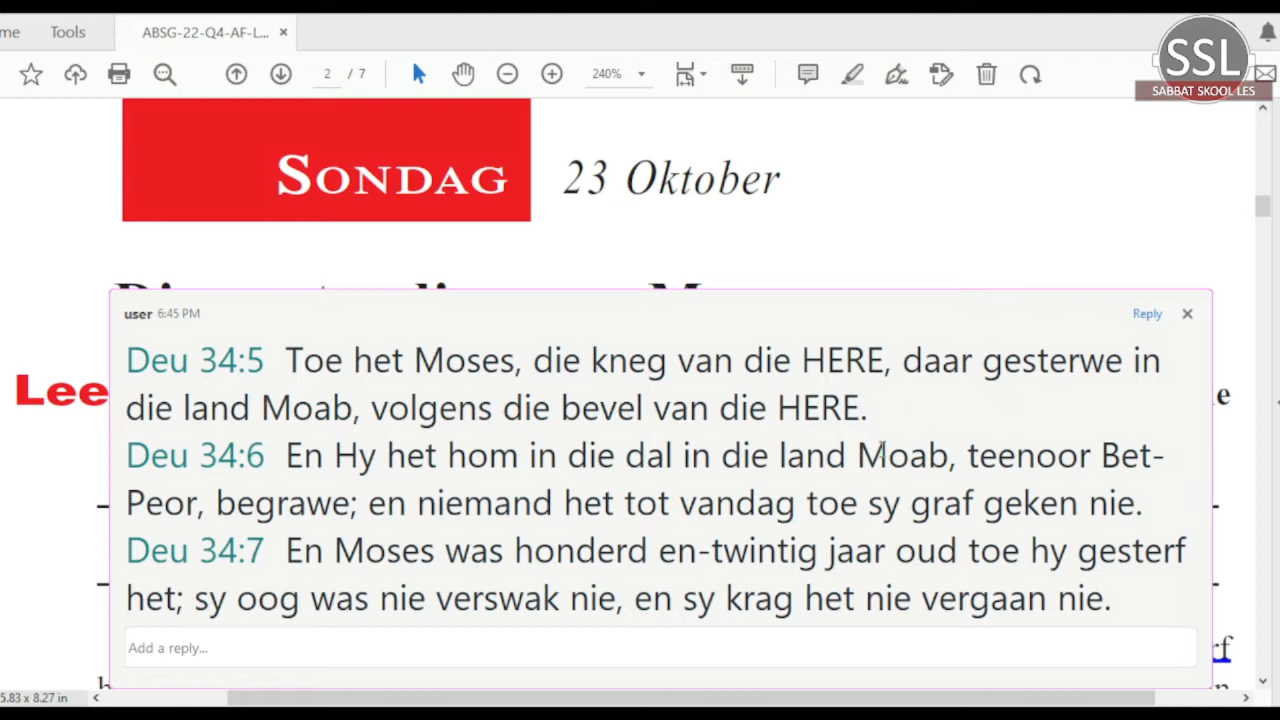 me Tools ABSG-22-Q4-AF-L... ×
SSL
SABBAT SKOOL LES
2 / 7 240%
SONDAG 23 Oktober
user 6:45 PM Reply
Deu 34:5 Toe het Moses, die kneg van die HERE, daar gesterwe in
die land Moab, volgens die bevel van die HERE.
Deu 34:6 En Hy het hom in die dal in die land Moab, teenoor Bet-
Peor, begrawe; en niemand het tot vandag toe sy graf geken nie.
Deu 34:7 En Moses was honderd en-twintig jaar oud toe hy gesterf
het; sy oog was nie verswak nie, en sy krag het nie vergaan nie.
Add a reply...
Lee
e
rf
5.83 x 8.27 in